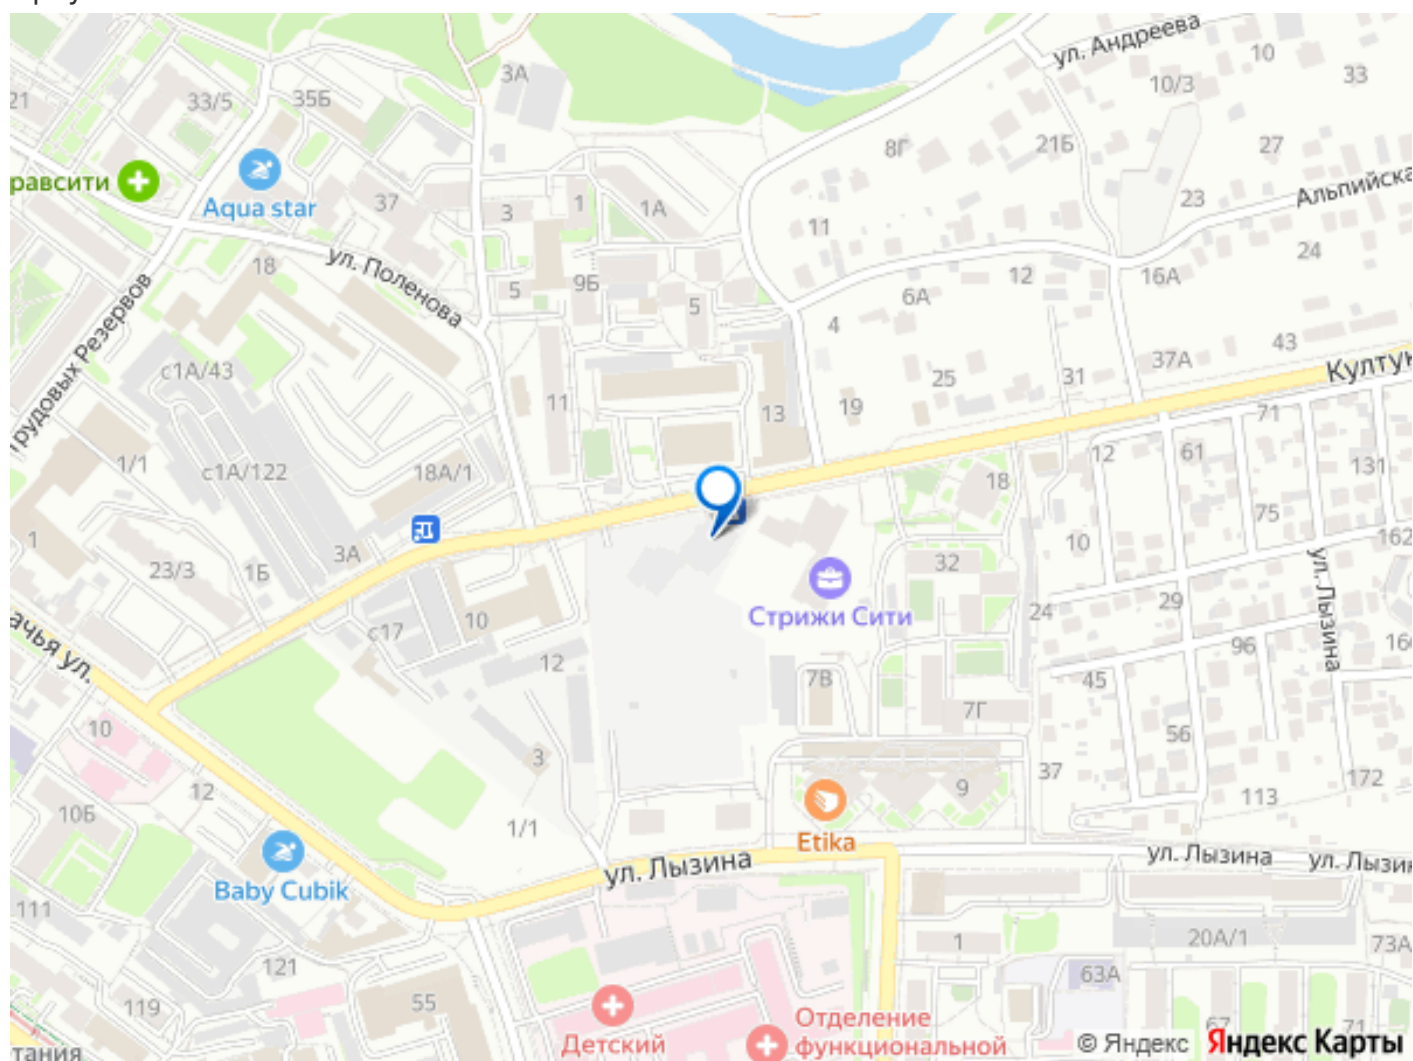 ул. Андреева
3А
10
33
21
33/5
35Б
10/3
8Г
21Б
27
равсити
Aqua star
37
3
1
1А
11
23
Альпийска
ул. Поленова
18
24
5
9Б
5
6А
12
16А
Трудовых Резервов
4
43
с1А/43
37А
Култук
25
31
11
13
19
71
1/1
с1А/122
18А/1
12
61
131
18
75
1
3А
10
162
23/3
1Б
32
ул. Лызина
Стрижи Сити
24
29
ачья ул.
с17
10
96
16
12
7В
45
10
7Г
56
3
37
172
12
9
113
10Б
1/1
Etika
ул. Лызина
ул. Лызина
ул. Лызин
Baby Cubik
111
1
20А/1
73А
121
63А
119
55
Детский
Отделение
функциональной
67
71
© Яндекс
Яндекс Карты
тания